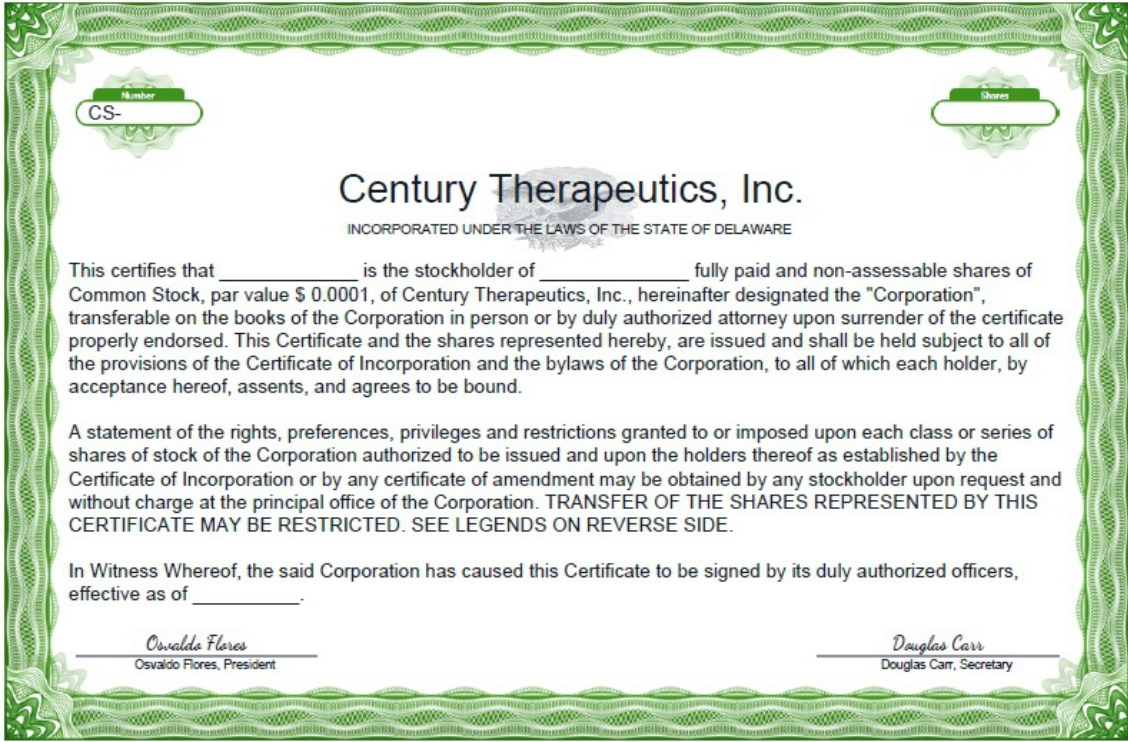 Number
CS-
Shares
Century Therapeutics, Inc.
INCORPORATED UNDER THE LAWS OF THE STATE OF DELAWARE
This certifies that _____________ is the stockholder of ______________ fully paid and non-assessable shares of
Common Stock, par value $ 0.0001, of Century Therapeutics, Inc., hereinafter designated the "Corporation",
transferable on the books of the Corporation in person or by duly authorized attorney upon surrender of the certificate
properly endorsed. This Certificate and the shares represented hereby, are issued and shall be held subject to all of
the provisions of the Certificate of Incorporation and the bylaws of the Corporation, to all of which each holder, by
acceptance hereof, assents, and agrees to be bound.
A statement of the rights, preferences, privileges and restrictions granted to or imposed upon each class or series of
shares of stock of the Corporation authorized to be issued and upon the holders thereof as established by the
Certificate of Incorporation or by any certificate of amendment may be obtained by any stockholder upon request and
without charge at the principal office of the Corporation. TRANSFER OF THE SHARES REPRESENTED BY THIS
CERTIFICATE MAY BE RESTRICTED. SEE LEGENDS ON REVERSE SIDE.
In Witness Whereof, the said Corporation has caused this Certificate to be signed by its duly authorized officers,
effective as of __________.
Osvaldo Flores
Osvaldo Flores, President
Douglas Carr
Douglas Carr, Secretary